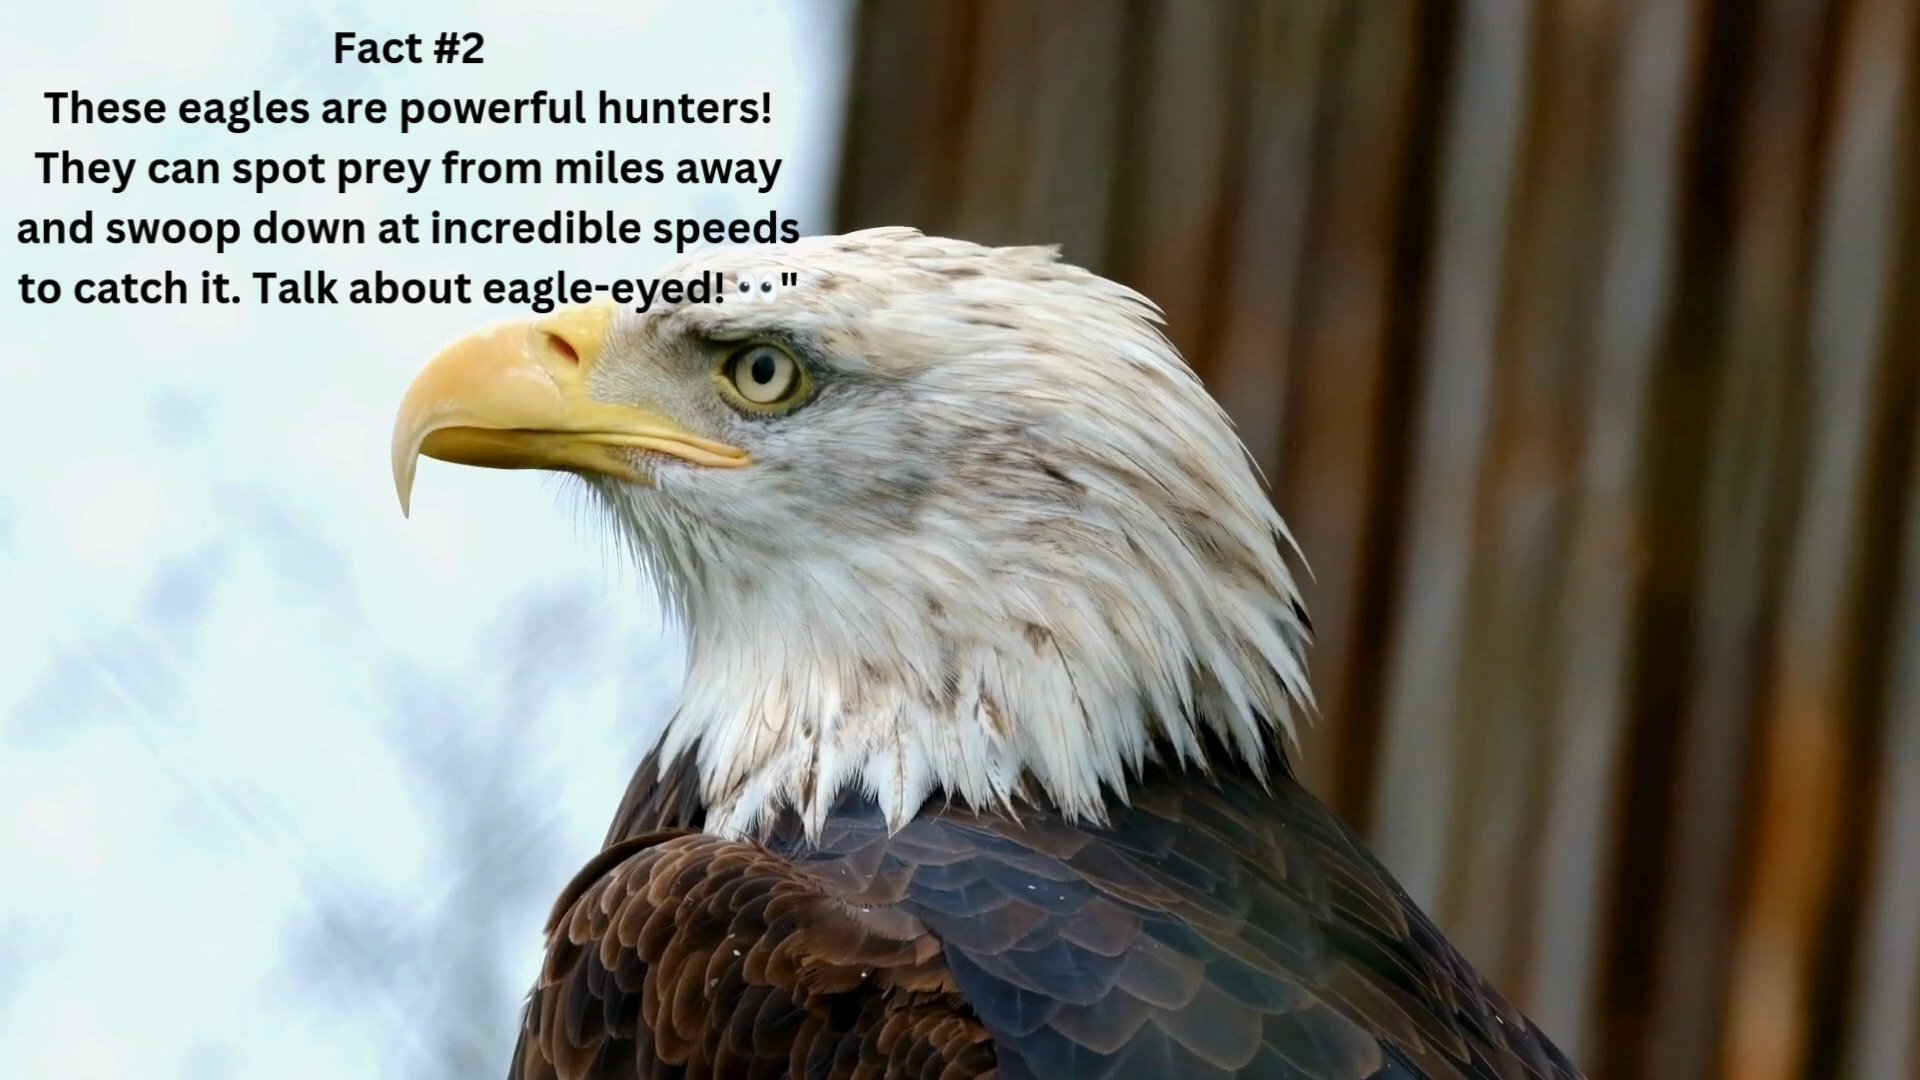 Fact #2
These eagles are powerful hunters!
They can spot prey from miles away
and swoop down at incredible speeds
to catch it. Talk about eagle-eyed! 👀"